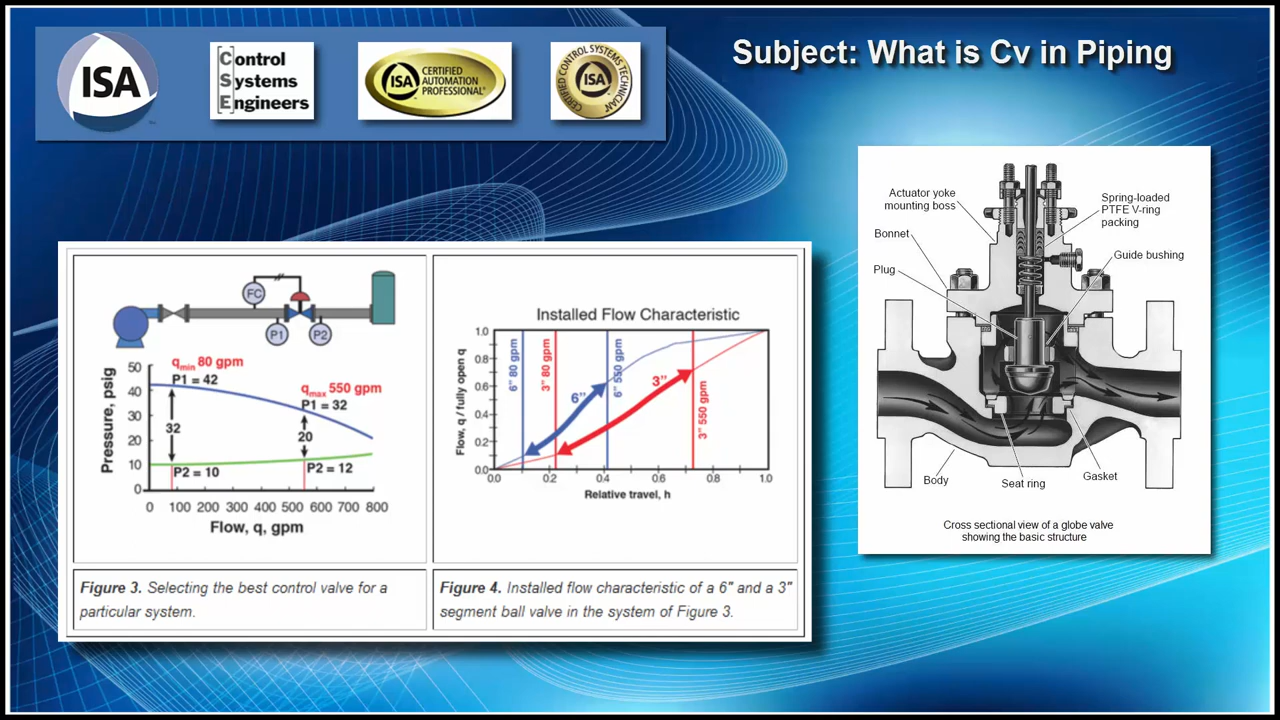 Subject: What is Cv in Piping
ISA
[C]ontrol
Systems
[E]ngineers
ISA
CERTIFIED
AUTOMATION
PROFESSIONAL®
CERTIFIED CONTROL SYSTEMS TECHNICIAN
ISA
FC
P1
P2
qmin 80 gpm
P1 = 42
qmax 550 gpm
P1 = 32
32
20
P2 = 10
P2 = 12
Pressure, psig
50
40
30
20
10
0
0 100 200 300 400 500 600 700 800
Flow, q, gpm
Figure 3. Selecting the best control valve for a
particular system.
Installed Flow Characteristic
Flow, q / fully open q
1.0
0.8
0.6
0.4
0.2
0.0
6" 80 gpm
3" 80 gpm
6" 550 gpm
3" 550 gpm
6"
3"
0.0 0.2 0.4 0.6 0.8 1.0
Relative travel, h
Figure 4. Installed flow characteristic of a 6" and a 3"
segment ball valve in the system of Figure 3.
Actuator yoke
mounting boss
Spring-loaded
PTFE V-ring
packing
Bonnet
Guide bushing
Plug
Body
Seat ring
Gasket
Cross sectional view of a globe valve
showing the basic structure